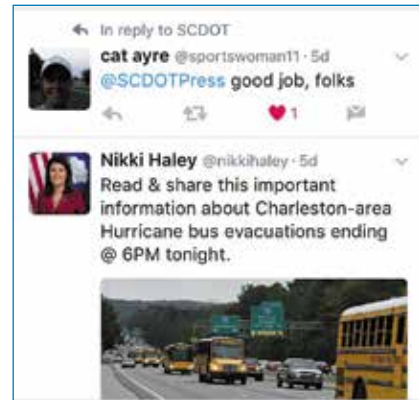 In reply to SCDOT
cat ayre @sportswoman11 · 5d
@SCDOTPress good job, folks
1
Nikki Haley @nikkihaley · 5d
Read & share this important
information about Charleston-area
Hurricane bus evacuations ending
@ 6PM tonight.